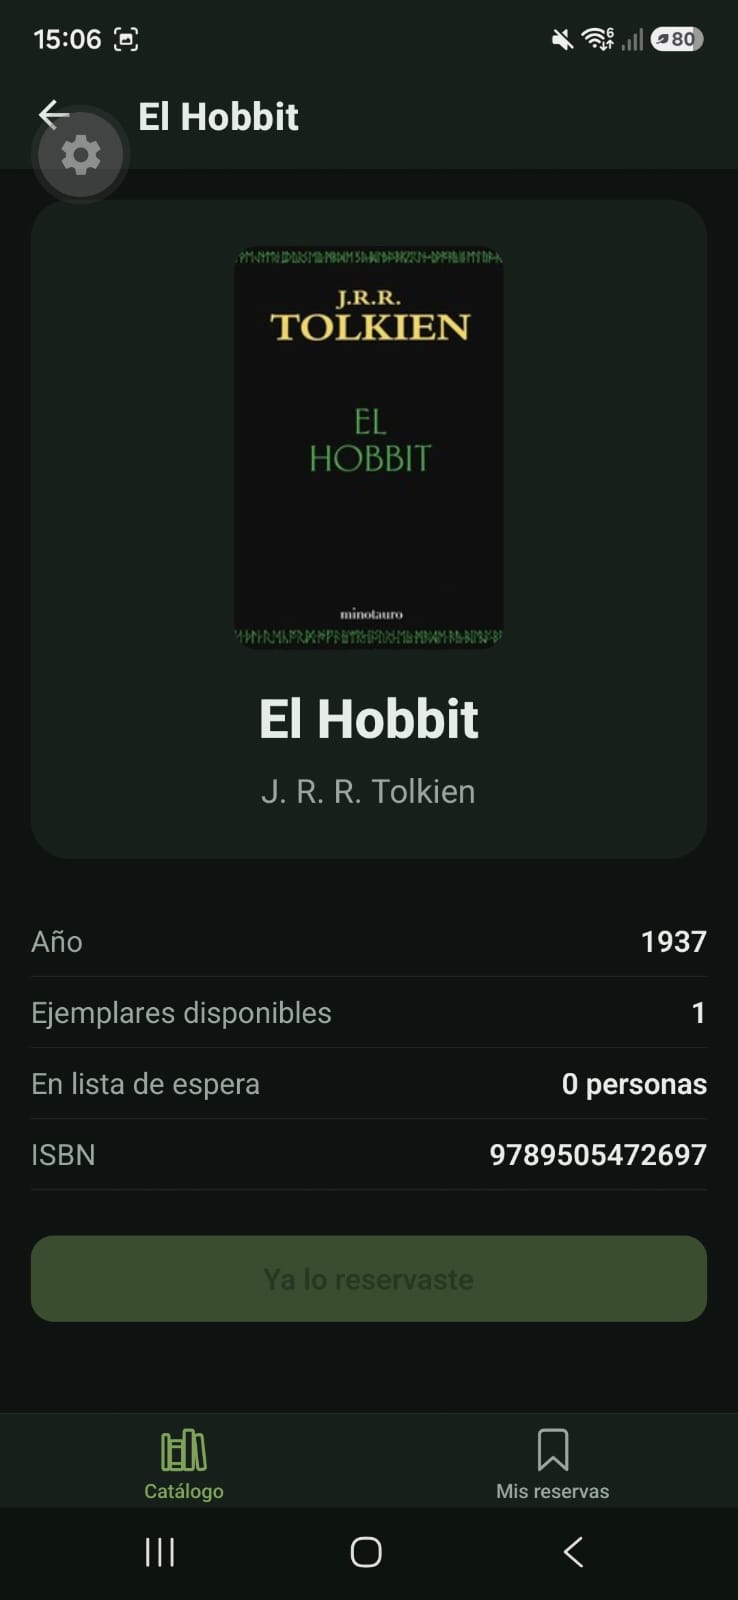 15:06
6
80
El Hobbit
J.R.R.
TOLKIEN
EL
HOBBIT
minotauro
El Hobbit
J. R. R. Tolkien
Año 1937
Ejemplares disponibles 1
En lista de espera 0 personas
ISBN 9789505472697
Ya lo reservaste
Catálogo Mis reservas